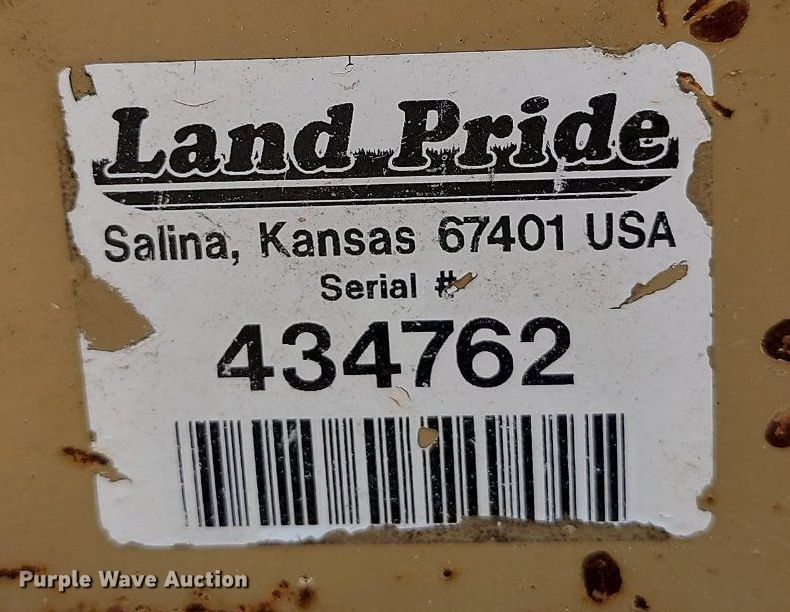 Land Pride
Salina, Kansas 67401 USA
Serial #
434762
Purple Wave Auction